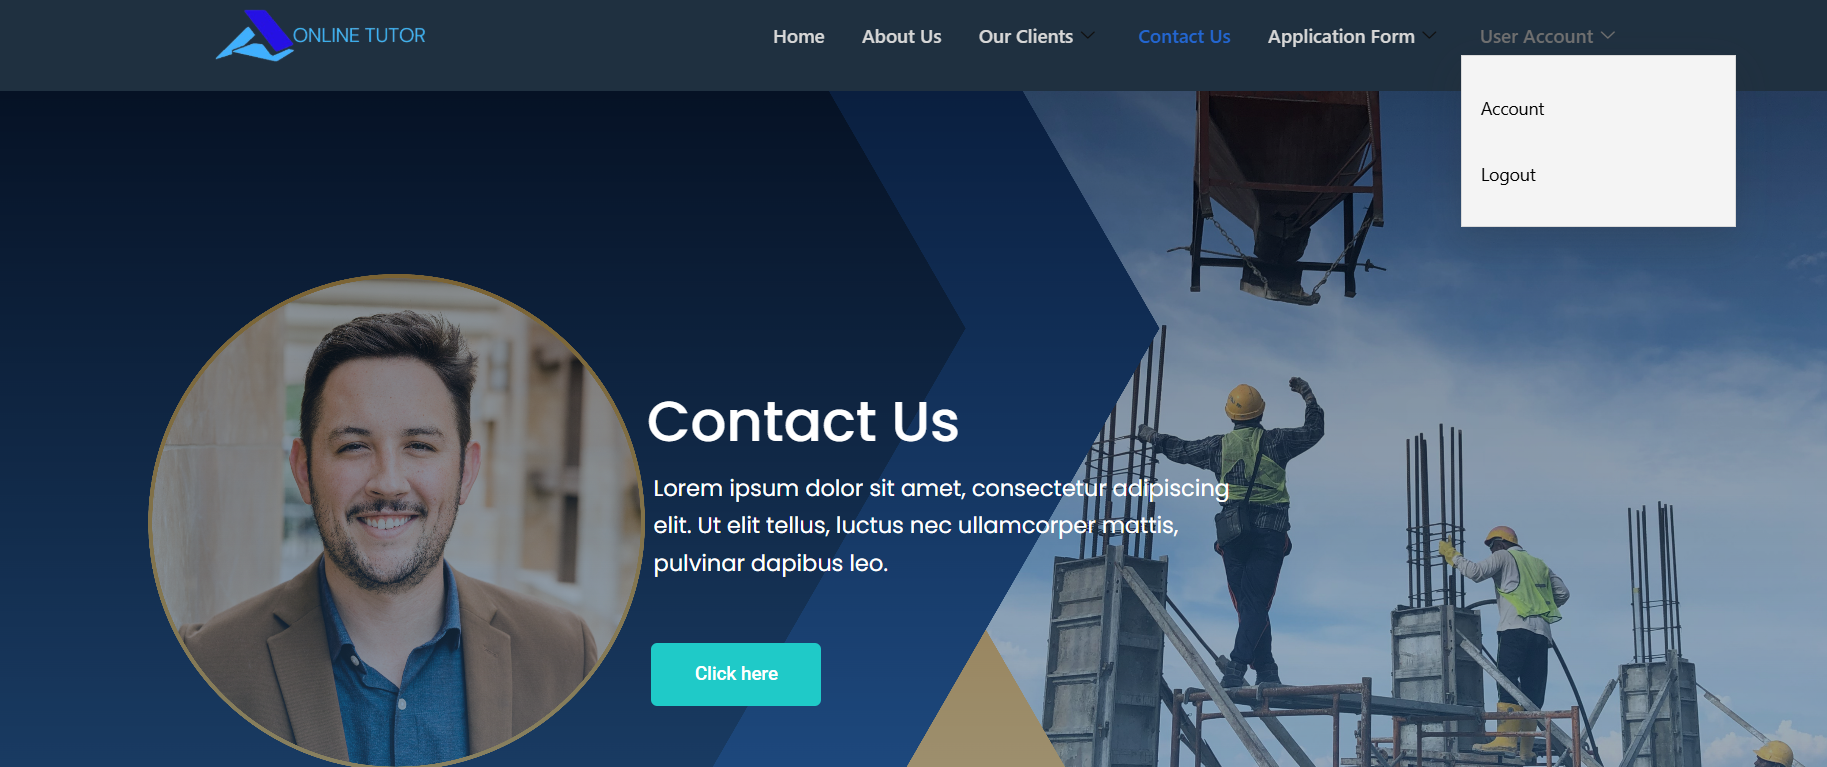 ONLINE TUTOR
Home About Us Our Clients Contact Us Application Form User Account
Account
Logout
Contact Us
Lorem ipsum dolor sit amet, consectetur adipiscing
elit. Ut elit tellus, luctus nec ullamcorper mattis,
pulvinar dapibus leo.
Click here